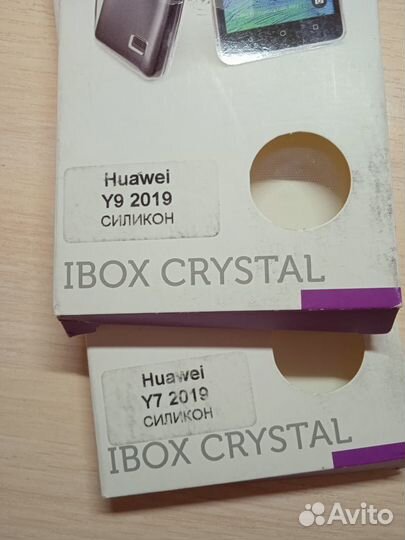 Huawei
Y9 2019
СИЛИКОН
IBOX CRYSTAL
Huawei
Y7 2019
СИЛИКОН
IBOX CRYSTAL
Avito